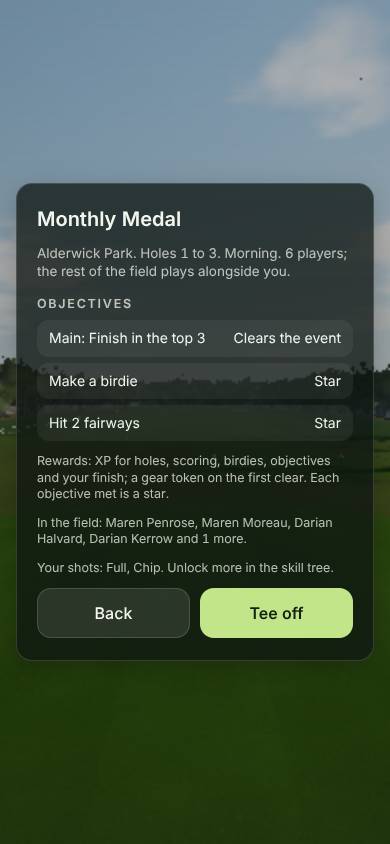 Monthly Medal
Alderwick Park. Holes 1 to 3. Morning. 6 players;
the rest of the field plays alongside you.
OBJECTIVES
Main: Finish in the top 3 Clears the event
Make a birdie Star
Hit 2 fairways Star
Rewards: XP for holes, scoring, birdies, objectives
and your finish; a gear token on the first clear. Each
objective met is a star.
In the field: Maren Penrose, Maren Moreau, Darian
Halvard, Darian Kerrow and 1 more.
Your shots: Full, Chip. Unlock more in the skill tree.
Back Tee off